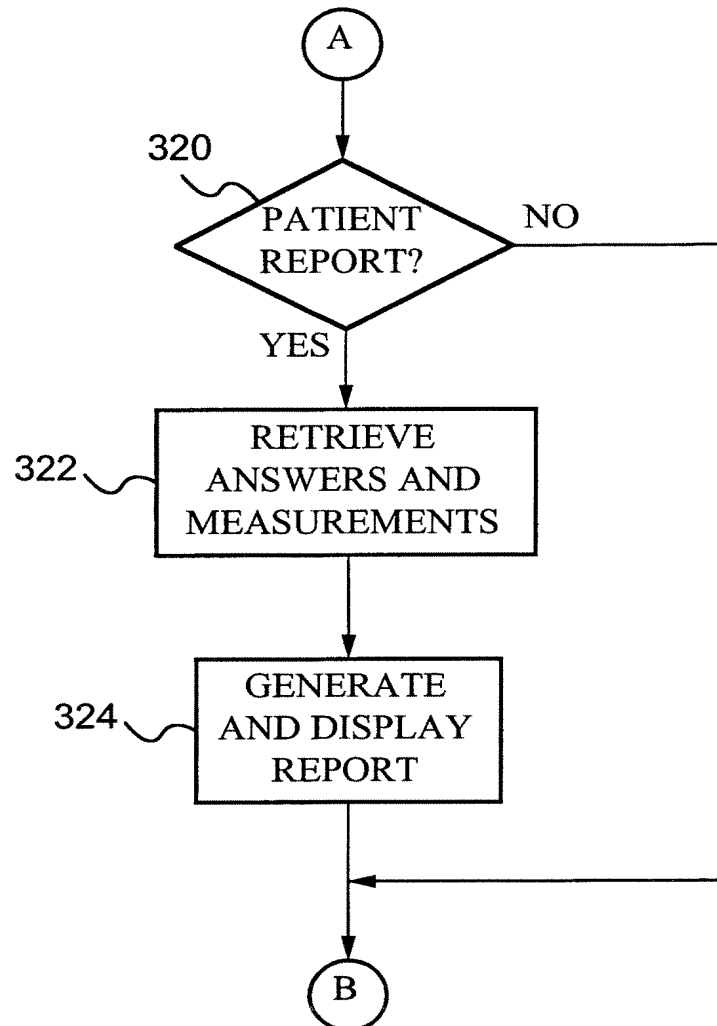 A
320
PATIENT
REPORT?
NO
YES
322
RETRIEVE
ANSWERS AND
MEASUREMENTS
324
GENERATE
AND DISPLAY
REPORT
B